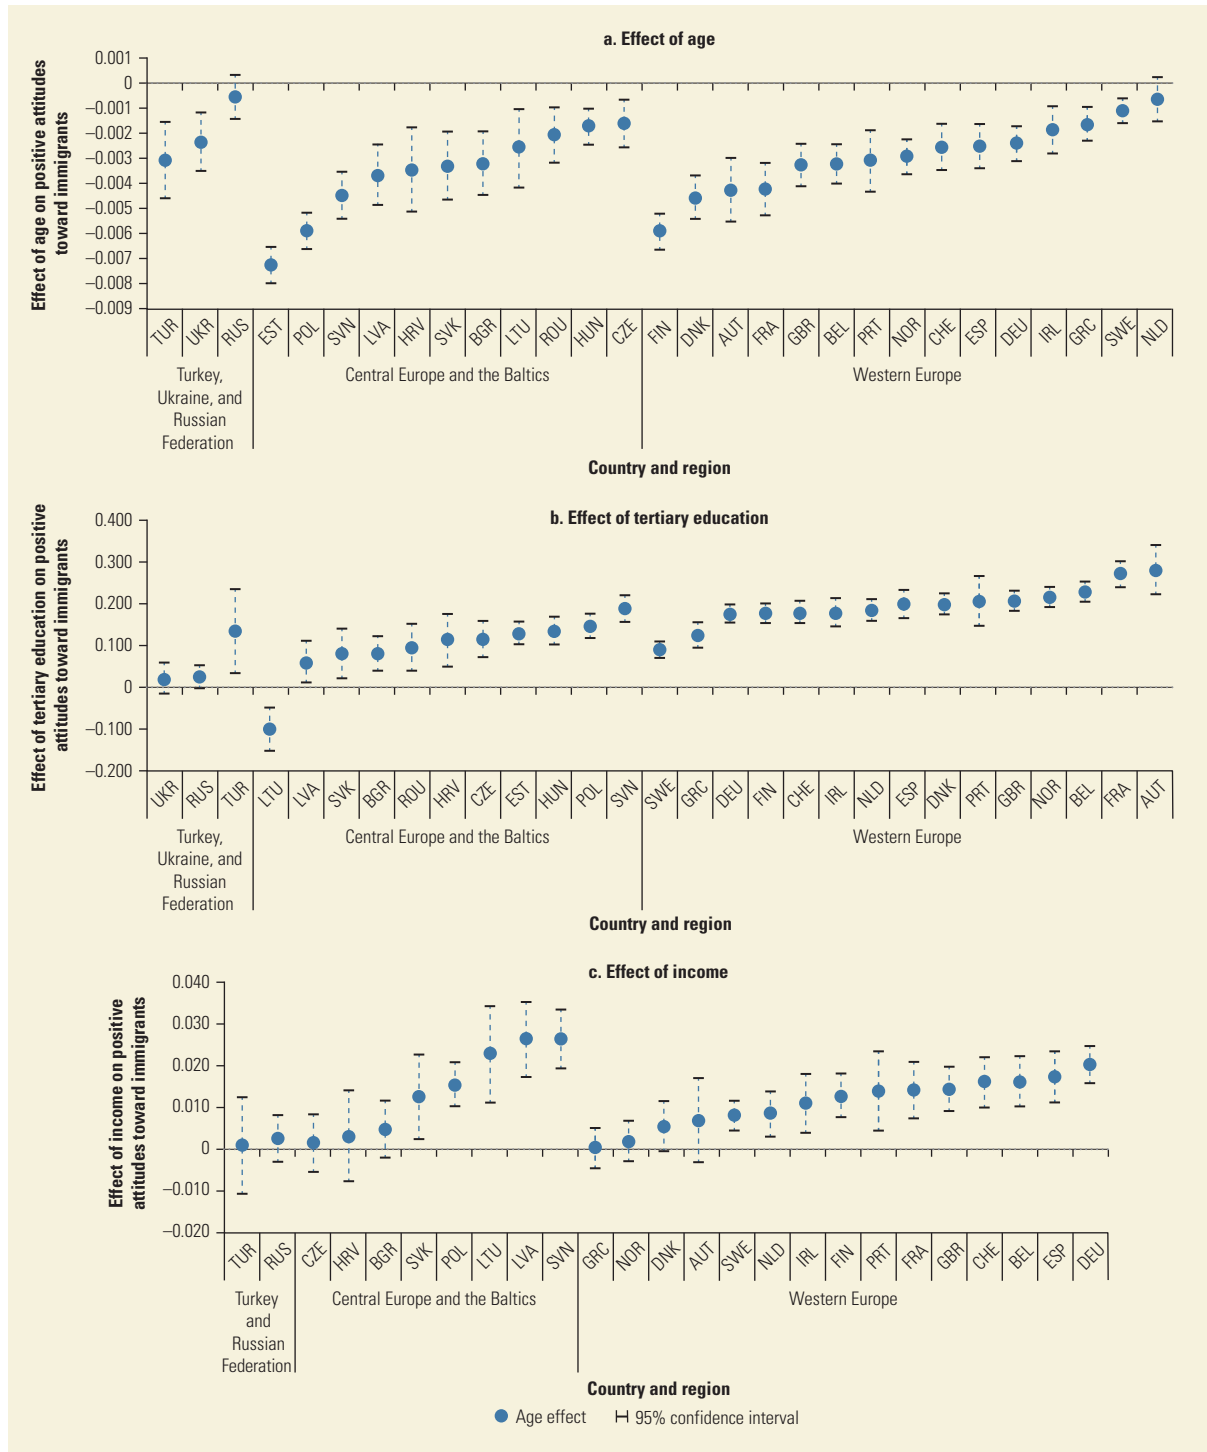 a. Effect of age
Effect of age on positive attitudes
toward immigrants
0.001
0
–0.001
–0.002
–0.003
–0.004
–0.005
–0.006
–0.007
–0.008
–0.009
TUR
UKR
RUS
EST
POL
SVN
LVA
HRV
SVK
BGR
LTU
ROU
HUN
CZE
FIN
DNK
AUT
FRA
GBR
BEL
PRT
NOR
CHE
ESP
DEU
IRL
GRC
SWE
NLD
Turkey,
Ukraine, and
Russian
Federation
Central Europe and the Baltics
Western Europe
Country and region
b. Effect of tertiary education
Effect of tertiary education on positive
attitudes toward immigrants
0.400
0.300
0.200
0.100
0
–0.100
–0.200
UKR
RUS
TUR
LTU
LVA
SVK
BGR
ROU
HRV
CZE
EST
HUN
POL
SVN
SWE
GRC
DEU
FIN
CHE
IRL
NLD
ESP
DNK
PRT
GBR
NOR
BEL
FRA
AUT
Turkey,
Ukraine, and
Russian
Federation
Central Europe and the Baltics
Western Europe
Country and region
c. Effect of income
Effect of income on positive
attitudes toward immigrants
0.040
0.030
0.020
0.010
0
–0.010
–0.020
TUR
RUS
CZE
HRV
BGR
SVK
POL
LTU
LVA
SVN
GRC
NOR
DNK
AUT
SWE
NLD
IRL
FIN
PRT
FRA
GBR
CHE
BEL
ESP
DEU
Turkey
and
Russian
Federation
Central Europe and the Baltics
Western Europe
Country and region
Age effect
95% confidence interval